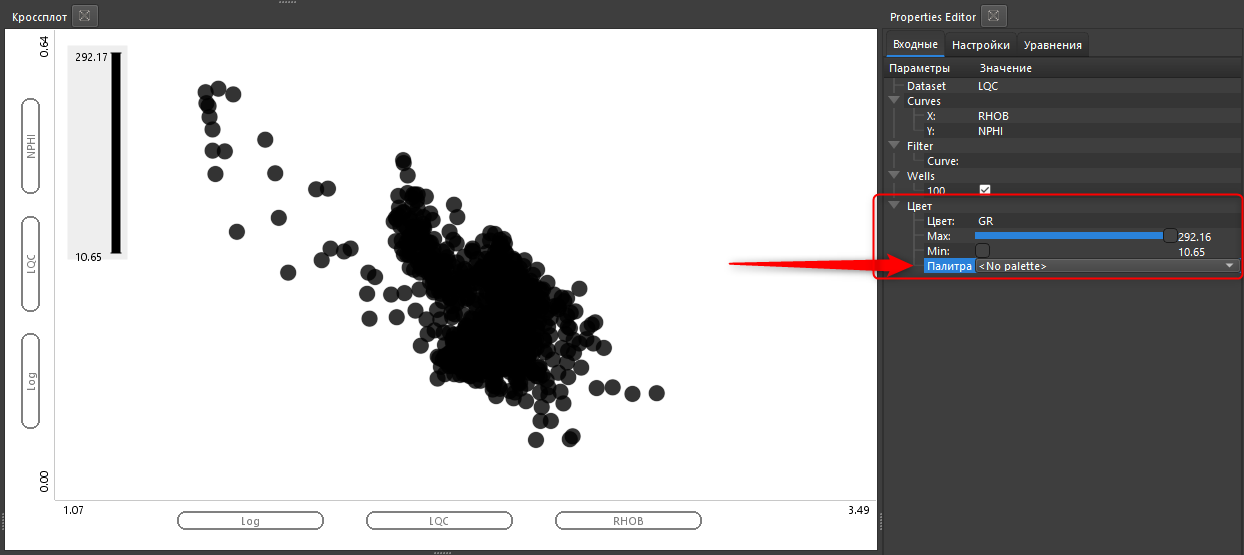 Кроссплот
0.64
292.17
10.65
NPHI
LQC
Log
0.00
1.07
3.49
Log
LQC
RHOB
Properties Editor
Входные Настройки Уравнения
Параметры Значение
Dataset LQC
Curves
X: RHOB
Y: NPHI
Filter
Curve:
Wells
100
Цвет
Цвет: GR
Max: 292.16
Min: 10.65
Палитра <No palette>